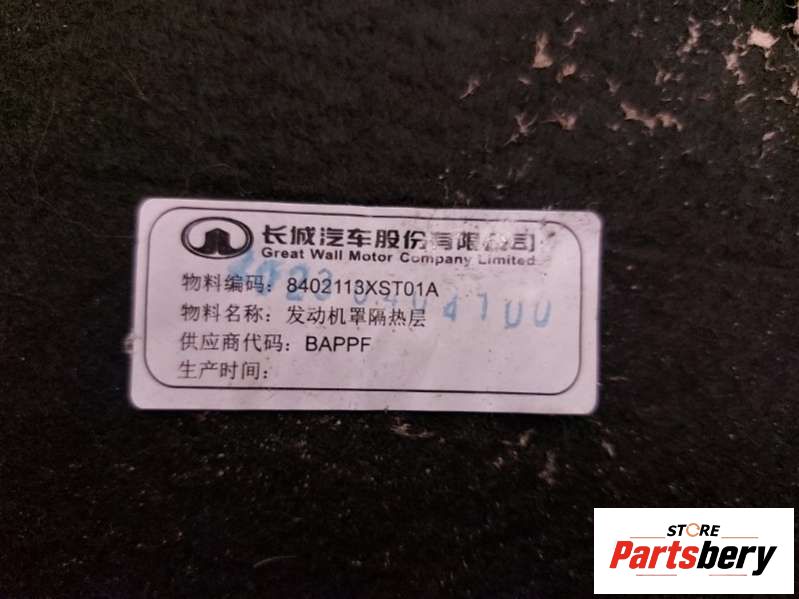 长城汽车股份有限公司
Great Wall Motor Company Limited
物料编码: 8402113XST01A
物料名称: 发动机罩隔热层
供应商代码: BAPPF
生产时间:
STORE
Partsbery